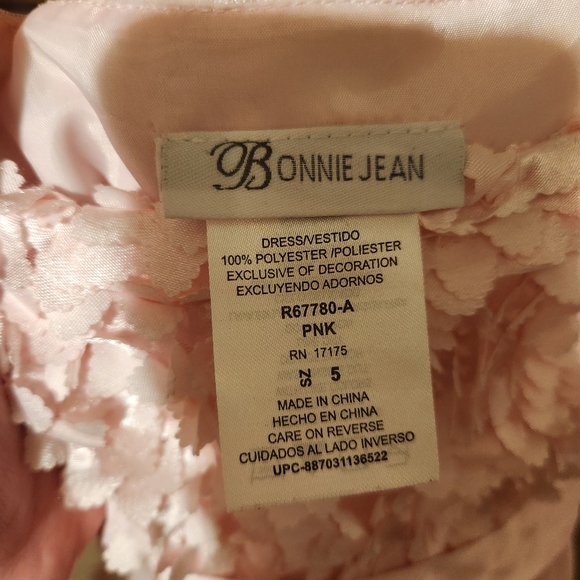 BONNIE JEAN
DRESS/VESTIDO
100% POLYESTER /POLIESTER
EXCLUSIVE OF DECORATION
EXCLUYENDO ADORNOS
R67780-A
PNK
RN 17175
SZ 5
MADE IN CHINA
HECHO EN CHINA
CARE ON REVERSE
CUIDADOS AL LADO INVERSO
UPC-887031136522